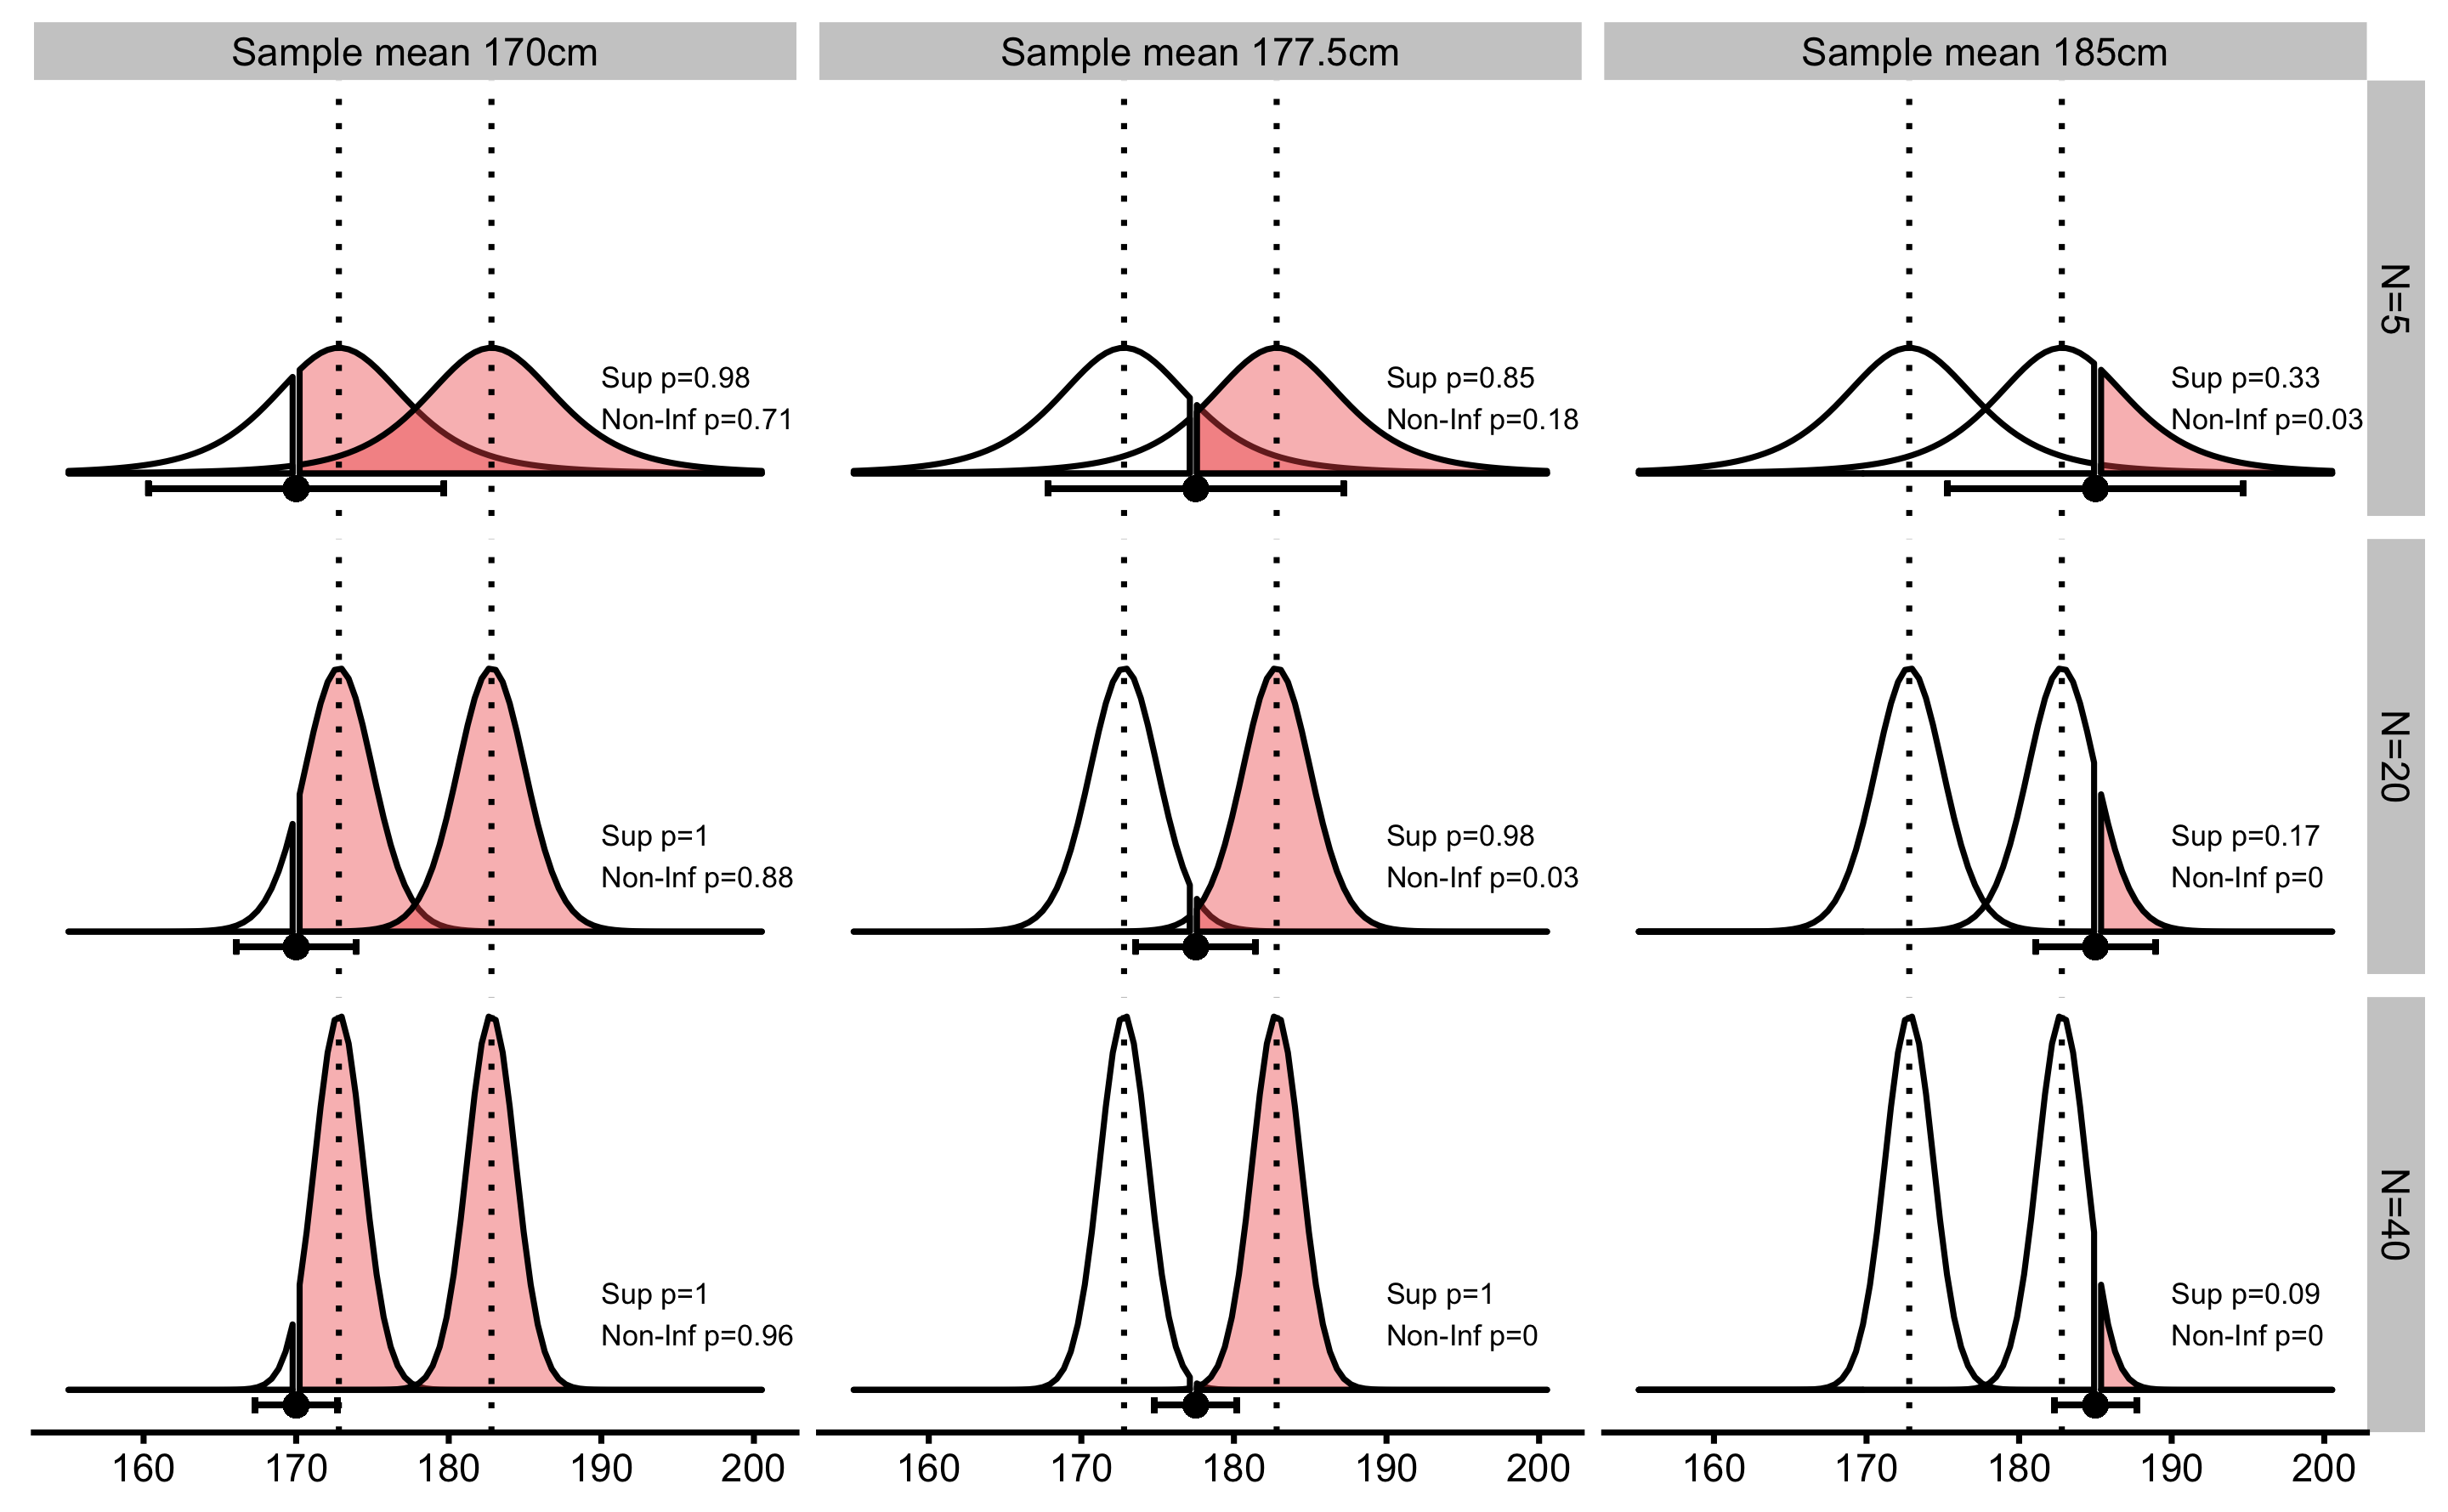 Sample mean 170cm
Sample mean 177.5cm
Sample mean 185cm
Sup p=0.98
Non-Inf p=0.71
Sup p=0.85
Non-Inf p=0.18
Sup p=0.33
Non-Inf p=0.03
N=5
Sup p=1
Non-Inf p=0.88
Sup p=0.98
Non-Inf p=0.03
Sup p=0.17
Non-Inf p=0
N=20
Sup p=1
Non-Inf p=0.96
Sup p=1
Non-Inf p=0
Sup p=0.09
Non-Inf p=0
N=40
160 170 180 190 200
160 170 180 190 200
160 170 180 190 200